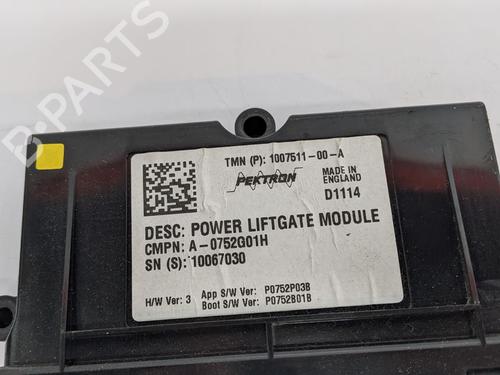 TMN (P): 1007511-00-A
PEKTRON
MADE IN
ENGLAND
D1114
DESC: POWER LIFTGATE MODULE
CMPN: A-0752G01H
SN (S): 10067030
H/W Ver: 3 App S/W Ver: P0752P03B
Boot S/W Ver: P0752B01B
B-PARTS